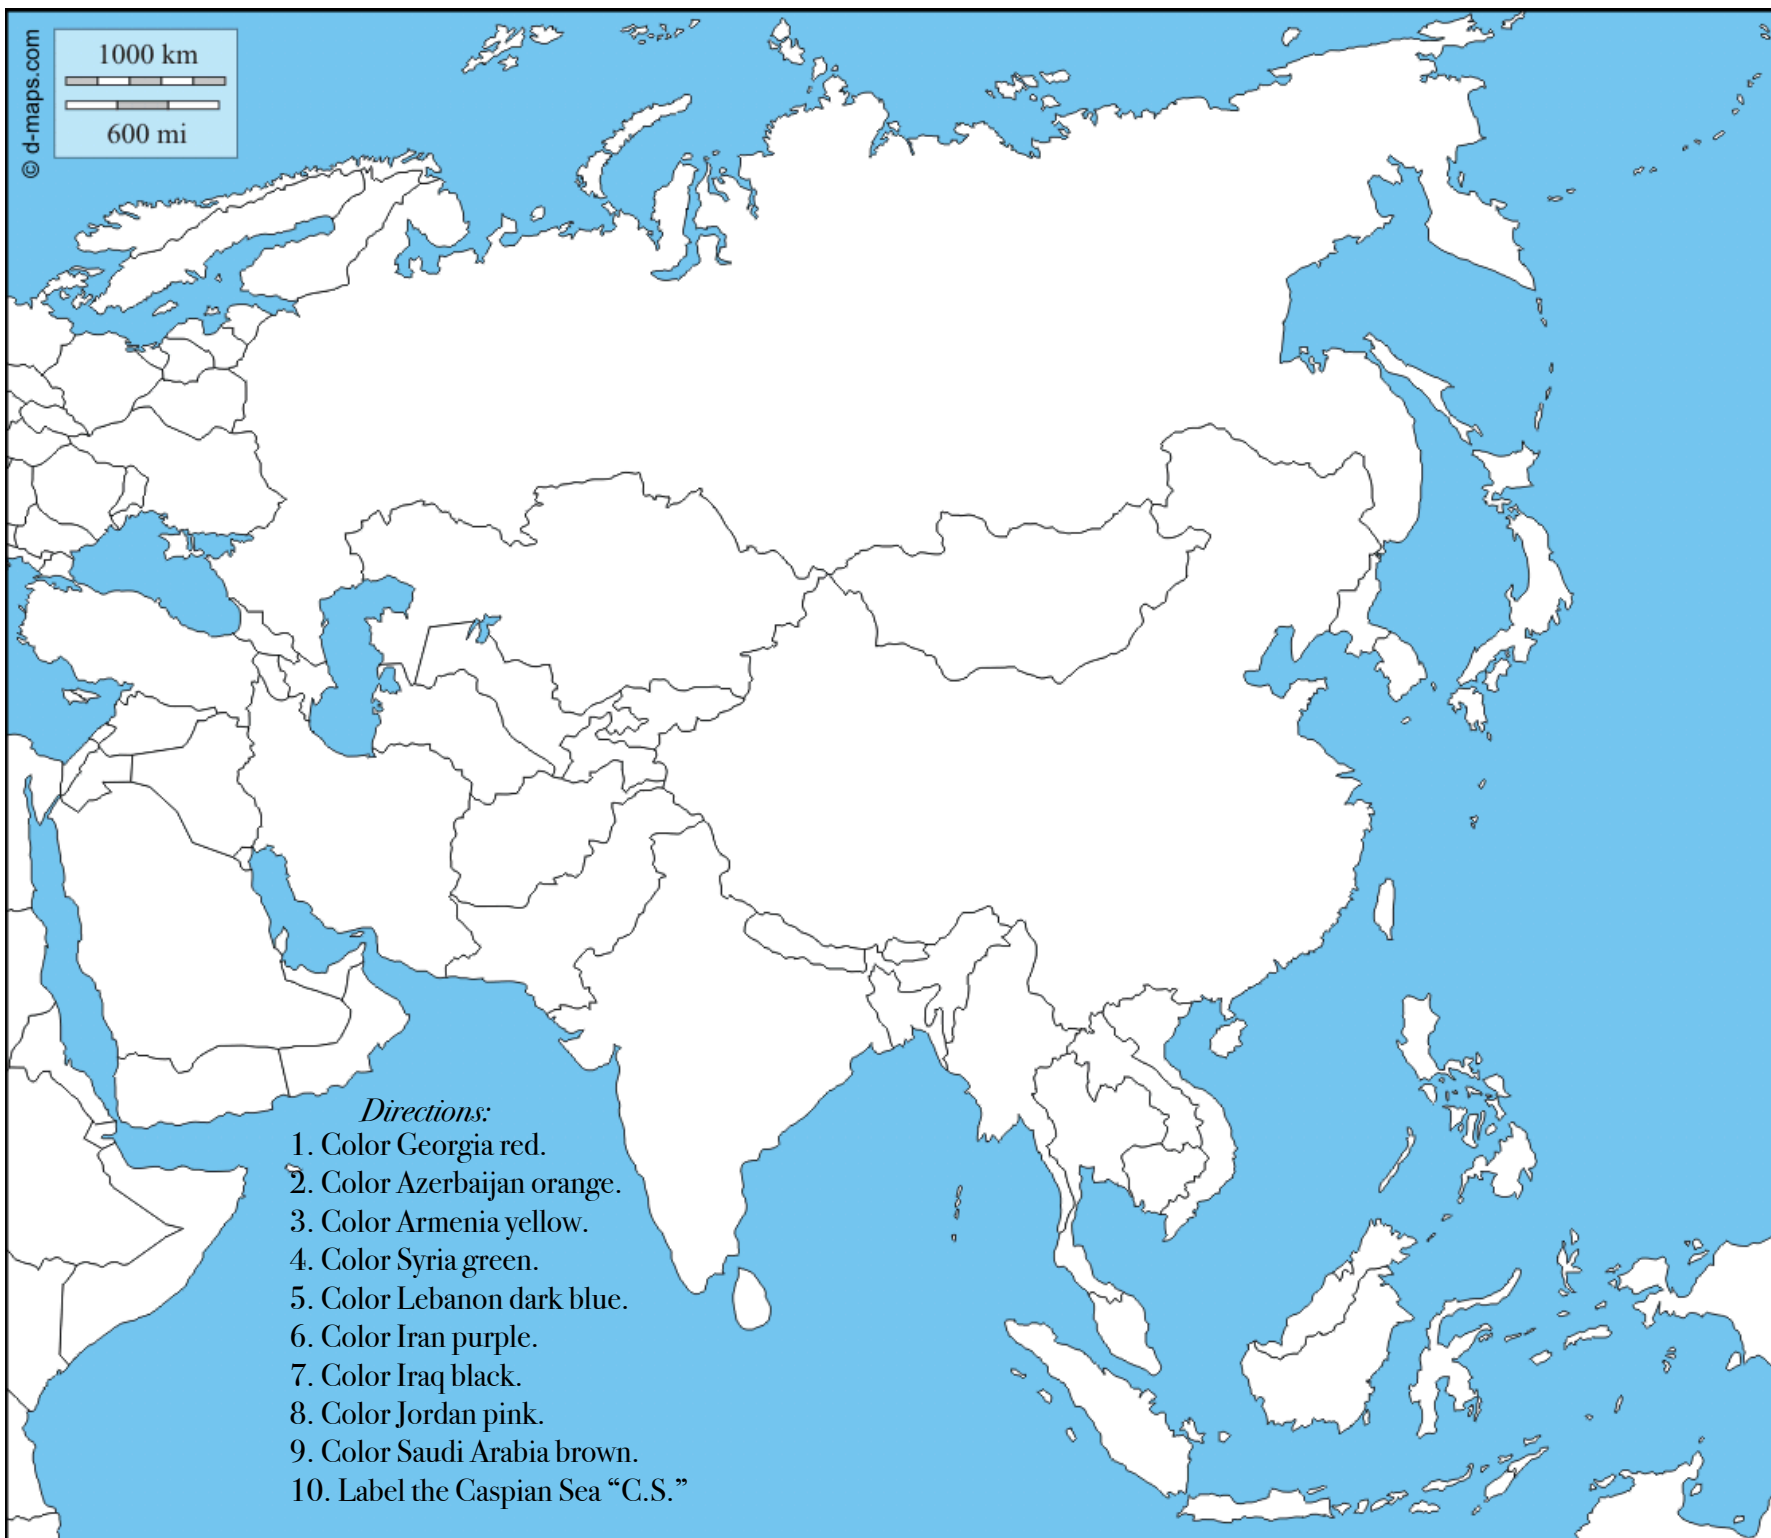 © d-maps.com
1000 km
600 mi
Directions:
1. Color Georgia red.
2. Color Azerbaijan orange.
3. Color Armenia yellow.
4. Color Syria green.
5. Color Lebanon dark blue.
6. Color Iran purple.
7. Color Iraq black.
8. Color Jordan pink.
9. Color Saudi Arabia brown.
10. Label the Caspian Sea “C.S.”